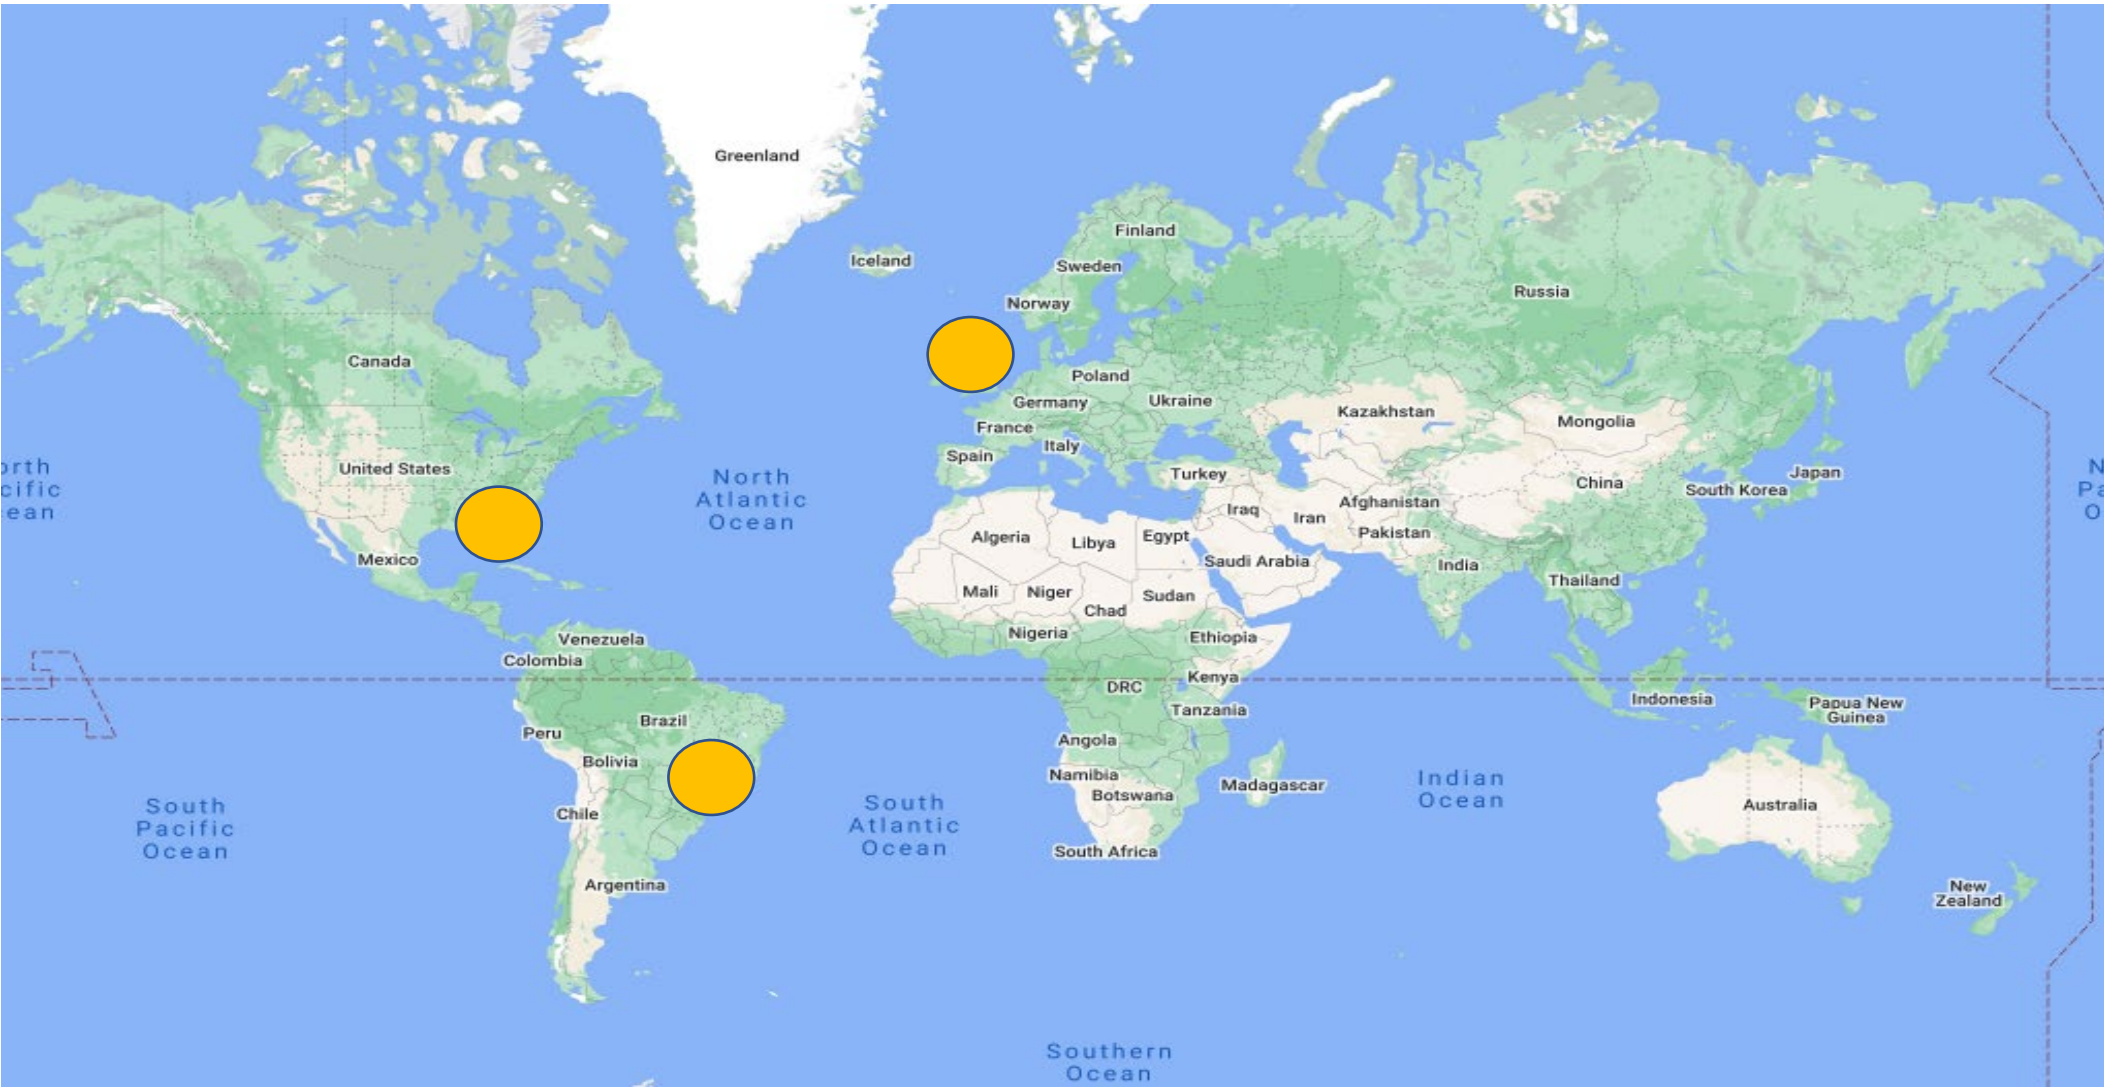 Greenland
Finland
Iceland
Sweden
Norway
Russia
Canada
Poland
Germany
Ukraine
Kazakhstan
Mongolia
France
Italy
Spain
United States
North
Atlantic
Ocean
orth
cific
ean
Turkey
Japan
China
South Korea
N
Pa
O
Afghanistan
Iraq
Iran
Pakistan
Algeria
Libya
Egypt
Saudi Arabia
India
Thailand
Mexico
Mali
Niger
Sudan
Chad
Nigeria
Ethiopia
Venezuela
Colombia
DRC
Kenya
Tanzania
Indonesia
Papua New
Guinea
Brazil
Peru
Bolivia
Angola
Namibia
Botswana
Madagascar
Indian
Ocean
Australia
South
Pacific
Ocean
Chile
South
Atlantic
Ocean
South Africa
Argentina
New
Zealand
Southern
Ocean